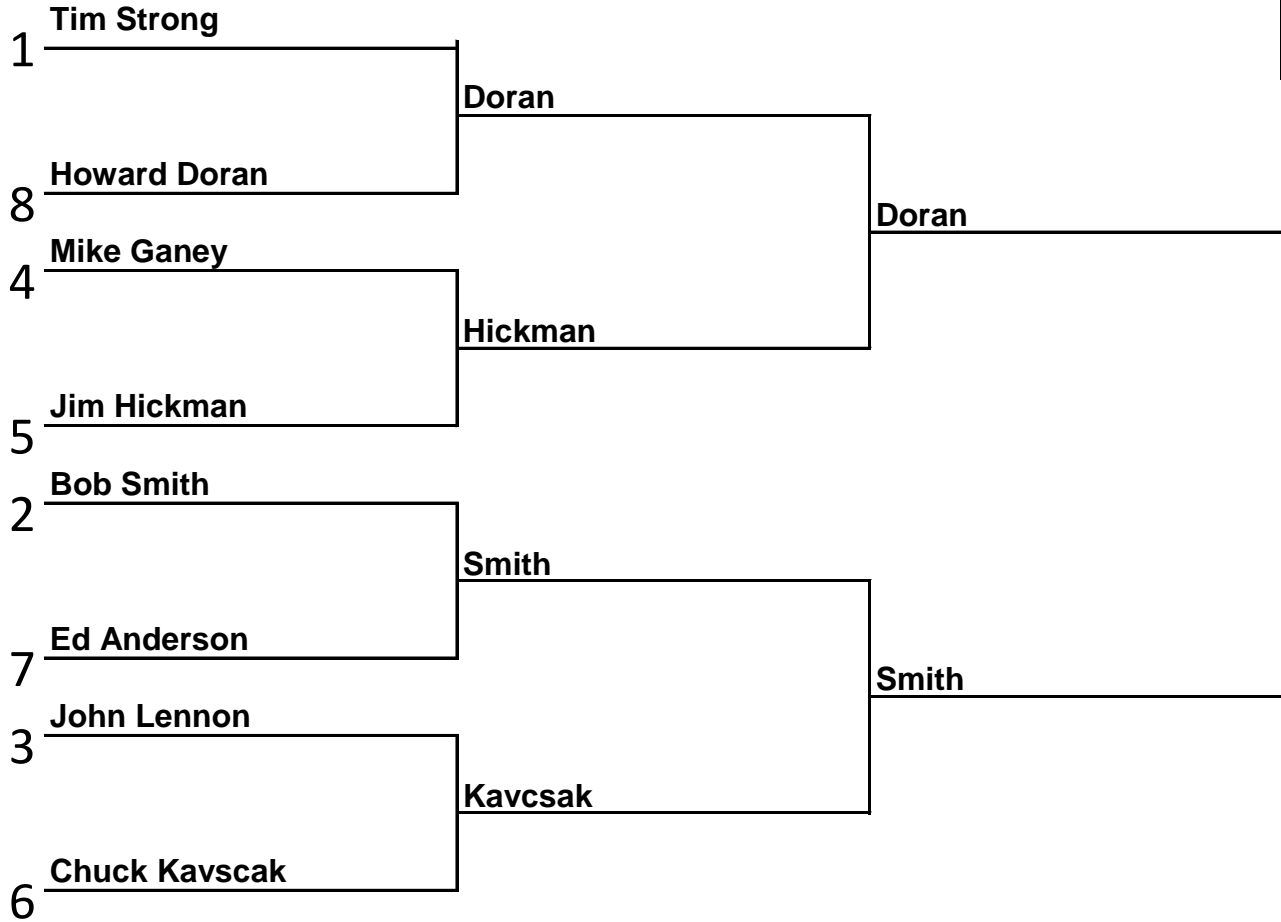 Tim Strong
1
Doran
Howard Doran
8
Doran
Mike Ganey
4
Hickman
Jim Hickman
5
Bob Smith
2
Smith
Ed Anderson
7
Smith
John Lennon
3
Kavcsak
Chuck Kavscak
6